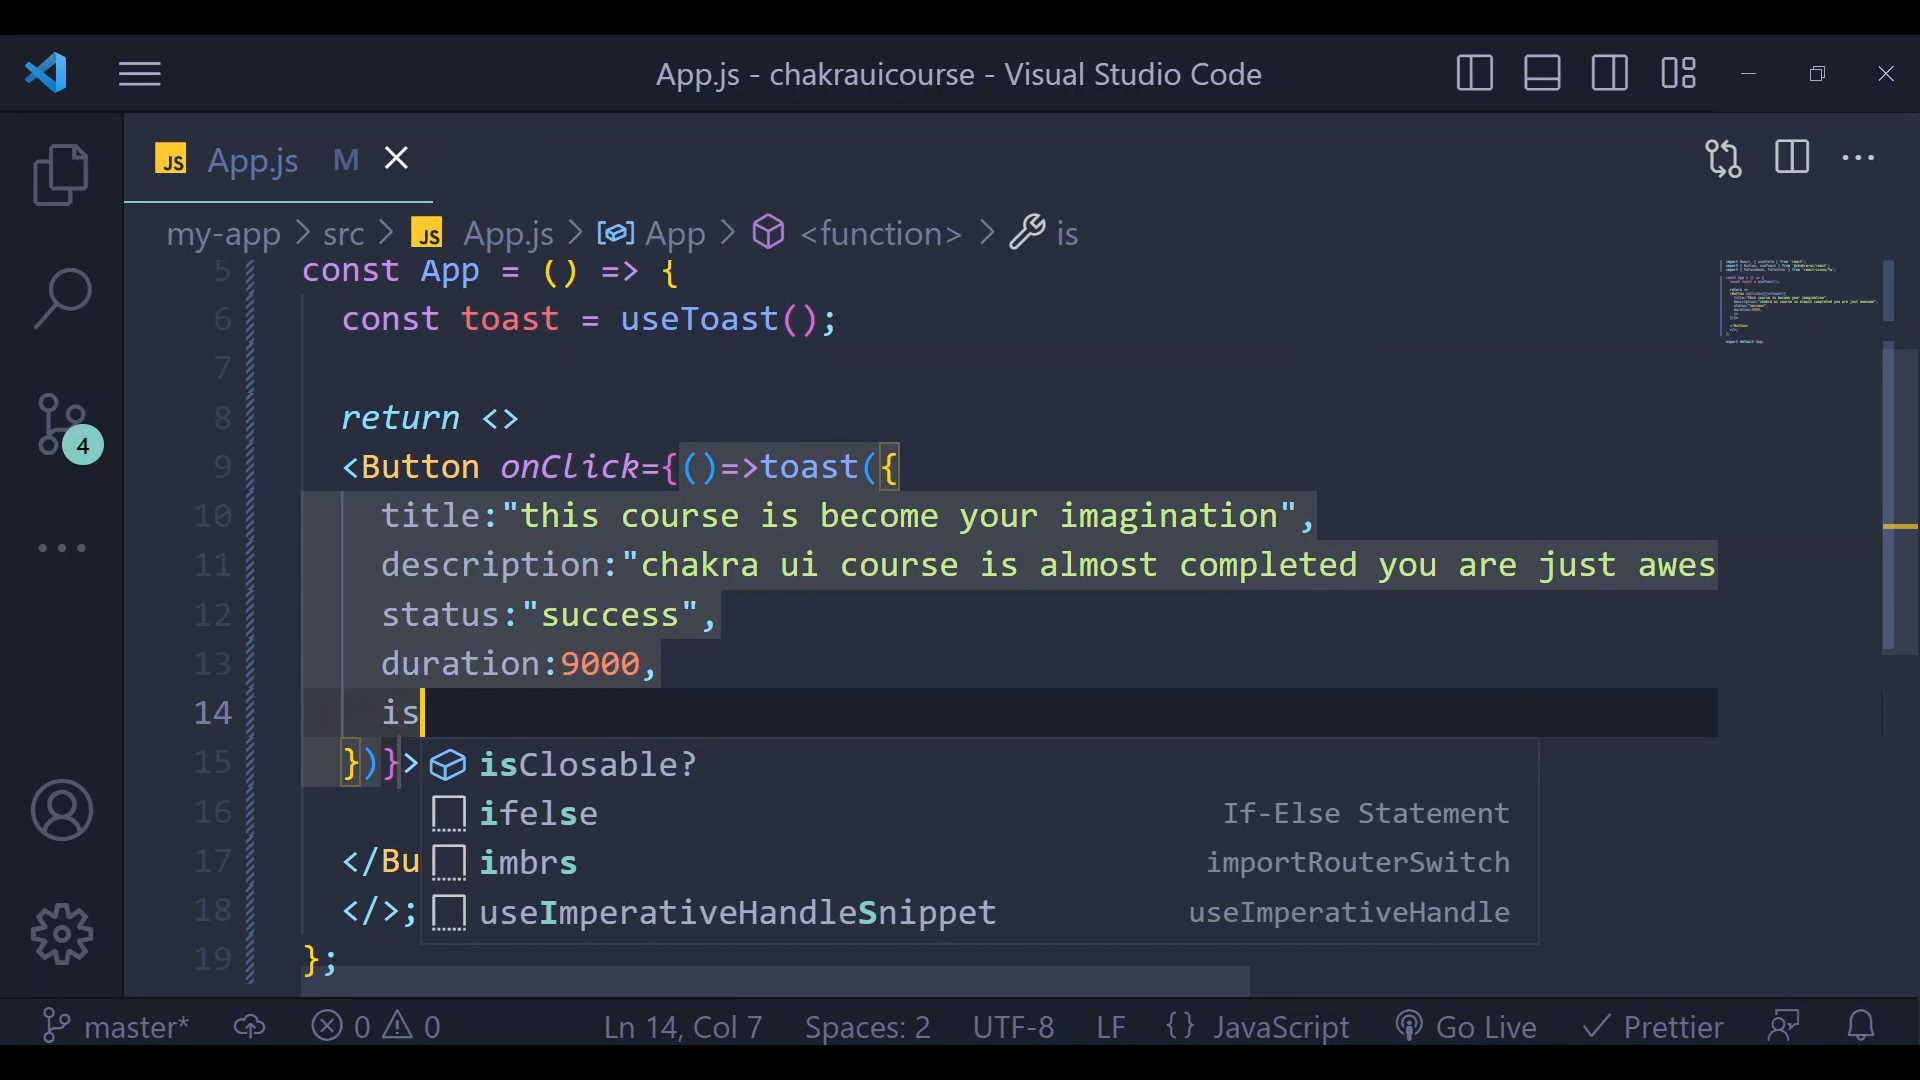 App.js - chakrauicourse - Visual Studio Code
JS App.js M
my-app > src > JS App.js > App > <function> > is
5 const App = () => {
6 const toast = useToast();
7
8 return <>
9 <Button onClick={()=>toast({
10 title:"this course is become your imagination",
11 description:"chakra ui course is almost completed you are just awes
12 status:"success",
13 duration:9000,
14 is
15 })}>
isClosable?
16
ifelse If-Else Statement
17 </Bu
imbrs importRouterSwitch
18 </>;
useImperativeHandleSnippet useImperativeHandle
19 };
4
master* 0 0 Ln 14, Col 7 Spaces: 2 UTF-8 LF {} JavaScript Go Live Prettier